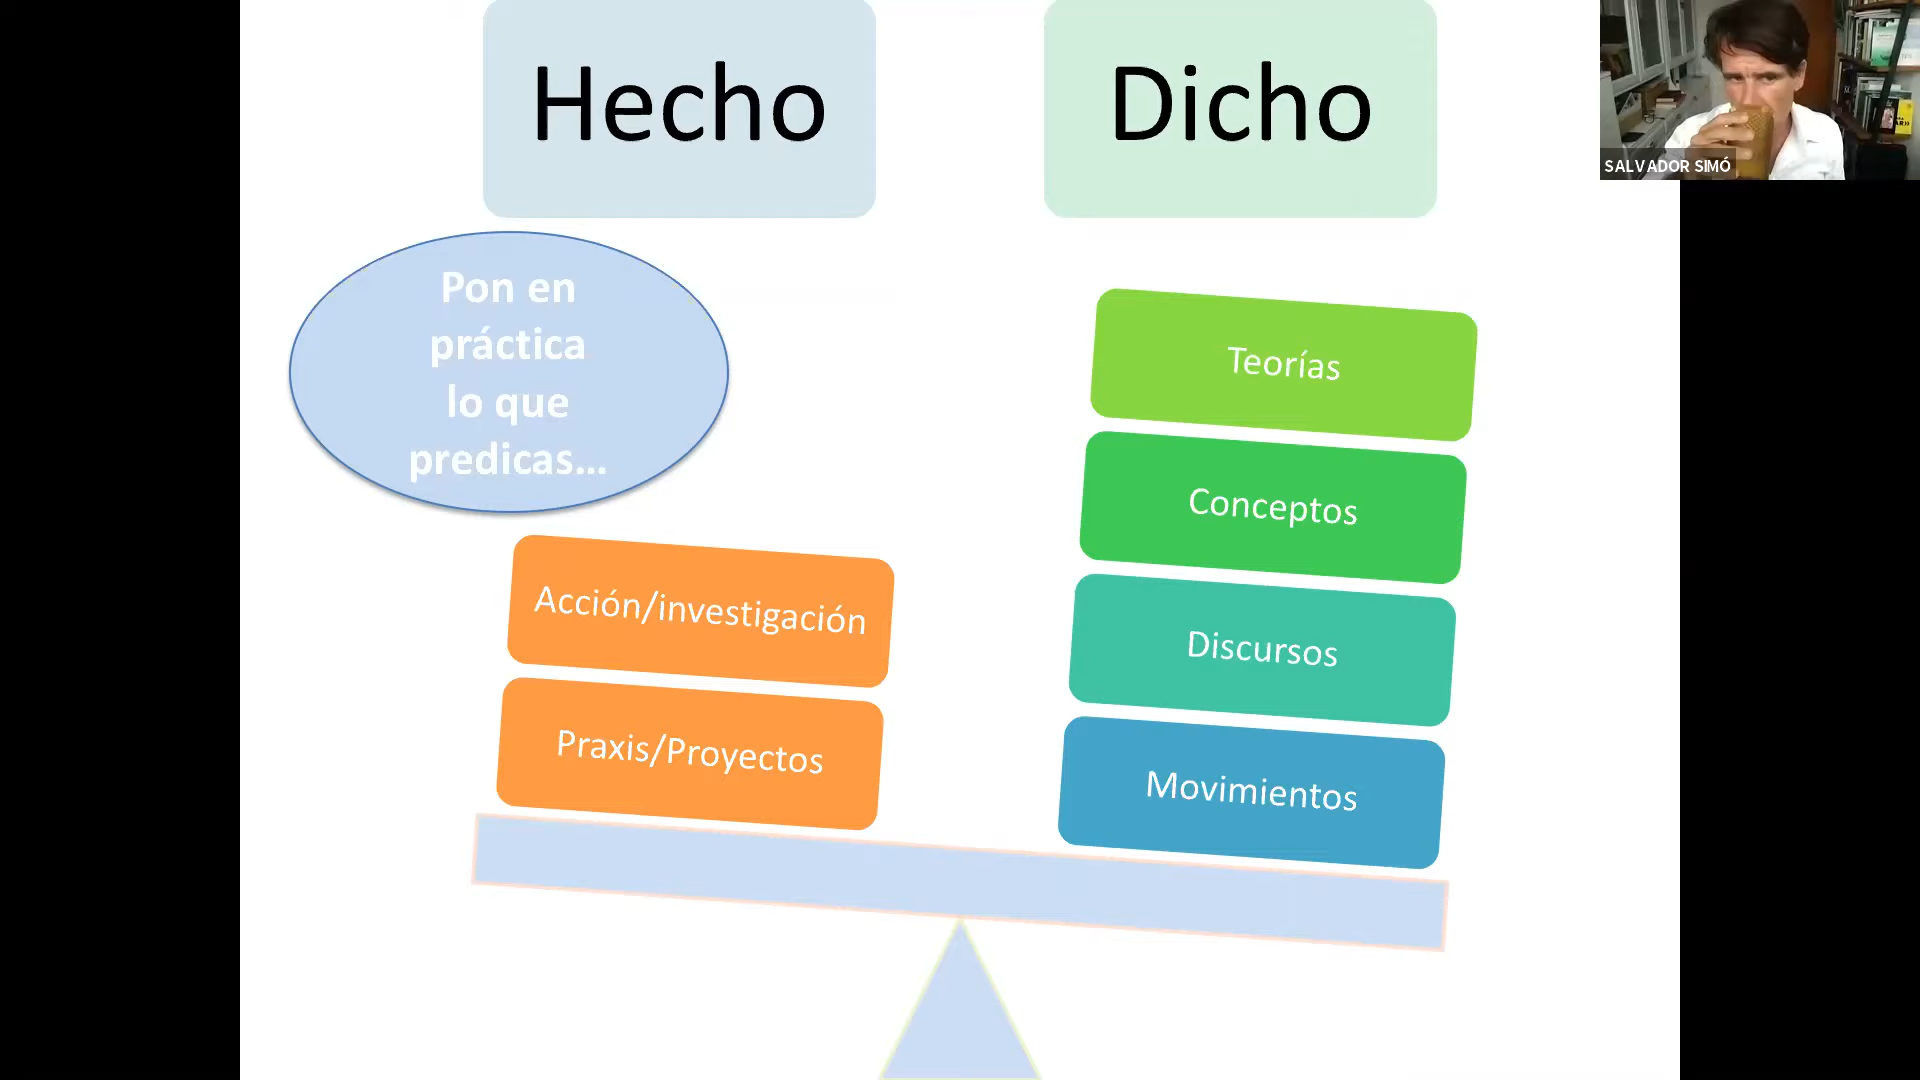 Hecho
Dicho
SALVADOR SIMÓ
Pon en
práctica
lo que
predicas...
Teorías
Conceptos
Discursos
Movimientos
Acción/investigación
Praxis/Proyectos